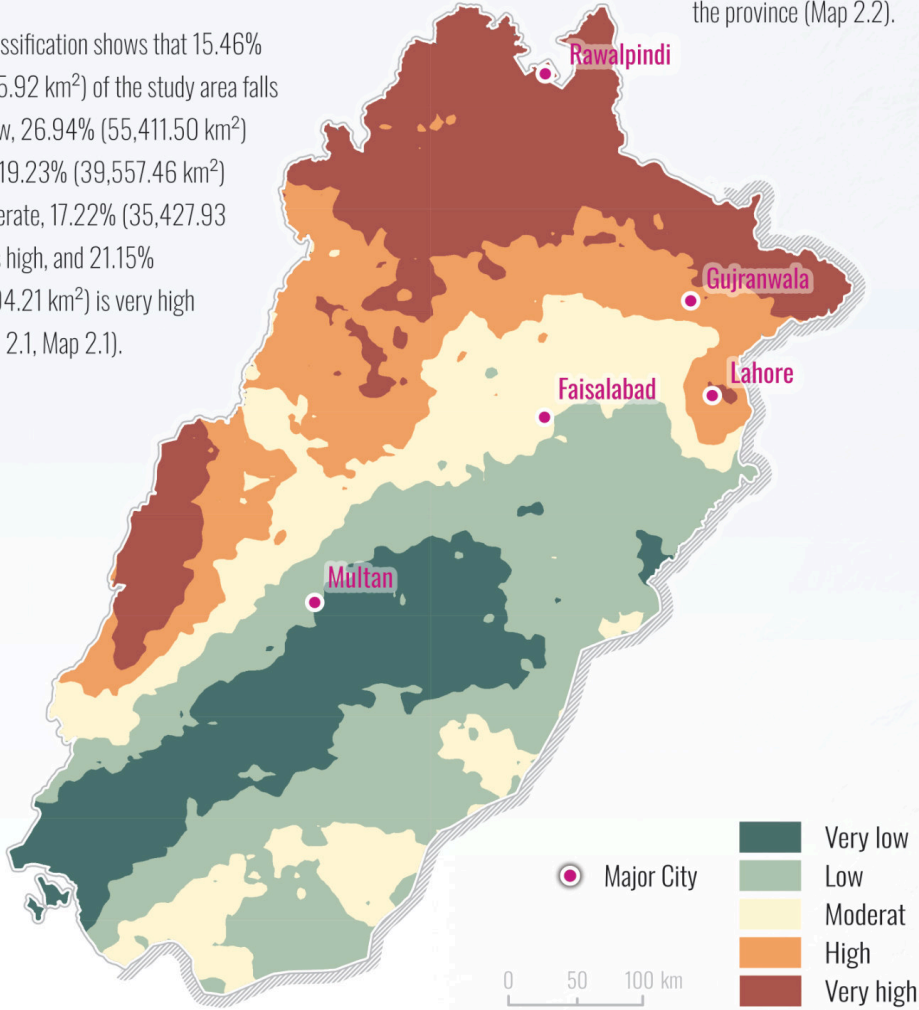 the province (Map 2.2).
ssification shows that 15.46%
5.92 km²) of the study area falls
w, 26.94% (55,411.50 km²)
19.23% (39,557.46 km²)
erate, 17.22% (35,427.93
s high, and 21.15%
04.21 km²) is very high
2.1, Map 2.1).
Rawalpindi
Gujranwala
Lahore
Faisalabad
Multan
Major City
0 50 100 km
Very low
Low
Moderat
High
Very high